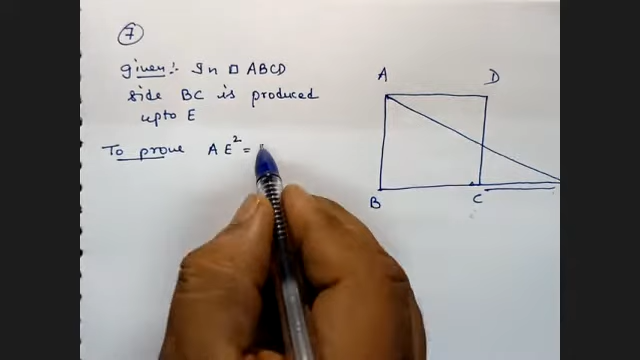 7
given:- In □ ABCD
side BC is produced
upto E
To prove AE² =
A
D
B
C